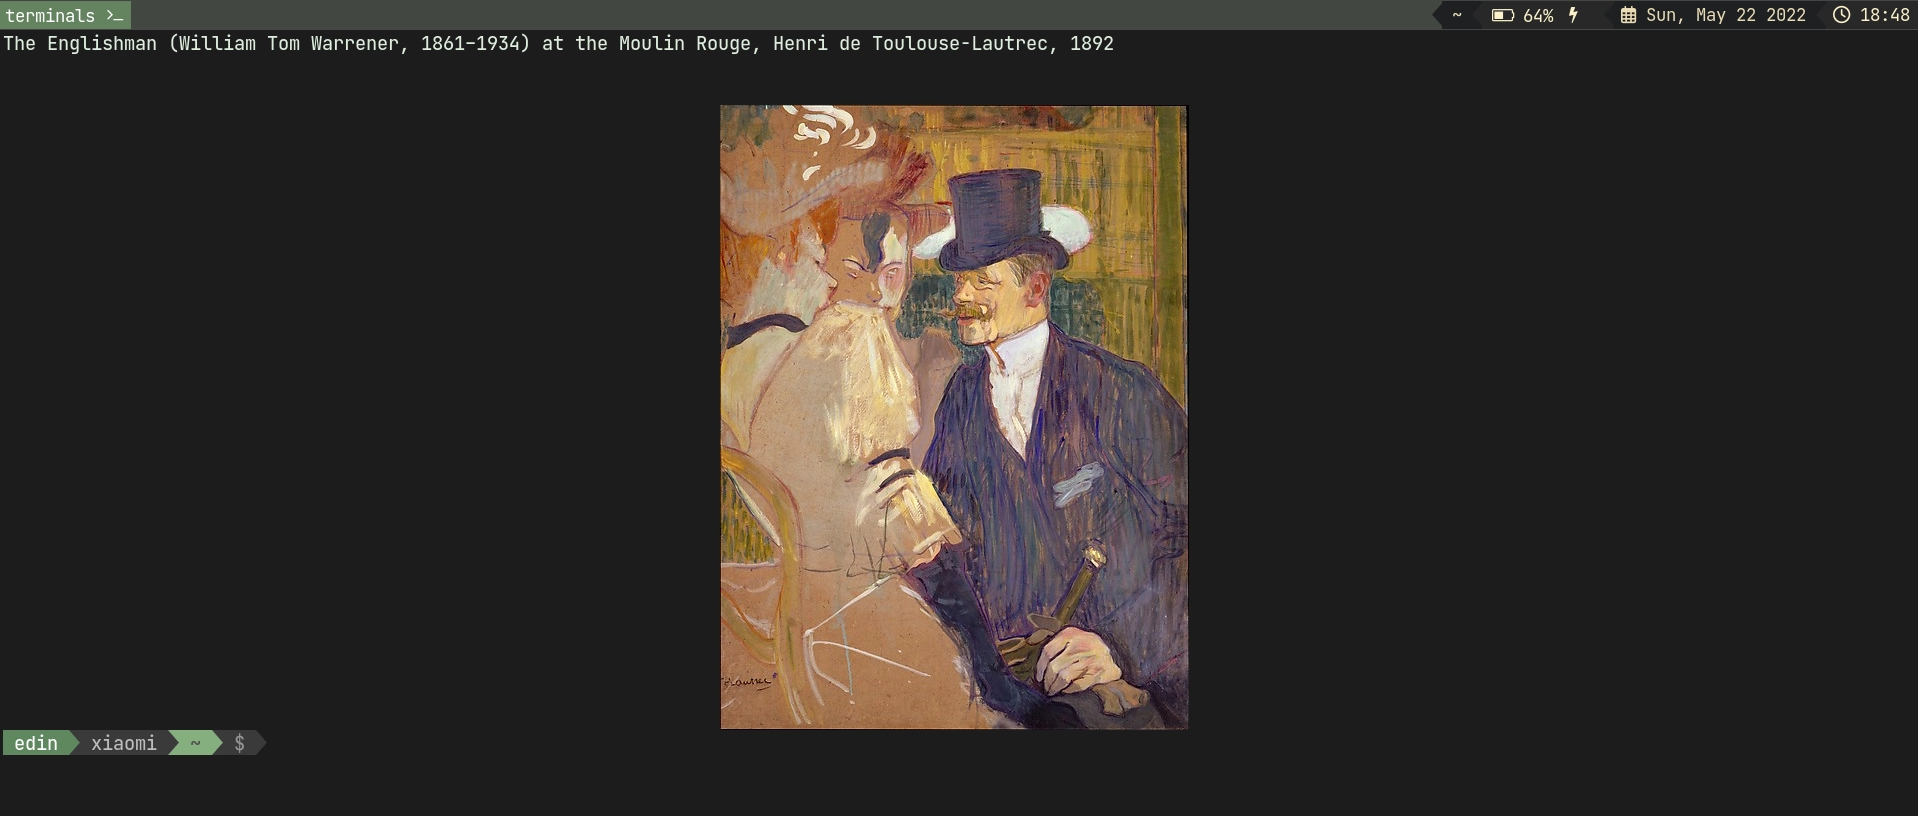 terminals >_
~ 64% Sun, May 22 2022 18:48
The Englishman (William Tom Warrener, 1861–1934) at the Moulin Rouge, Henri de Toulouse-Lautrec, 1892
edin xiaomi ~ $